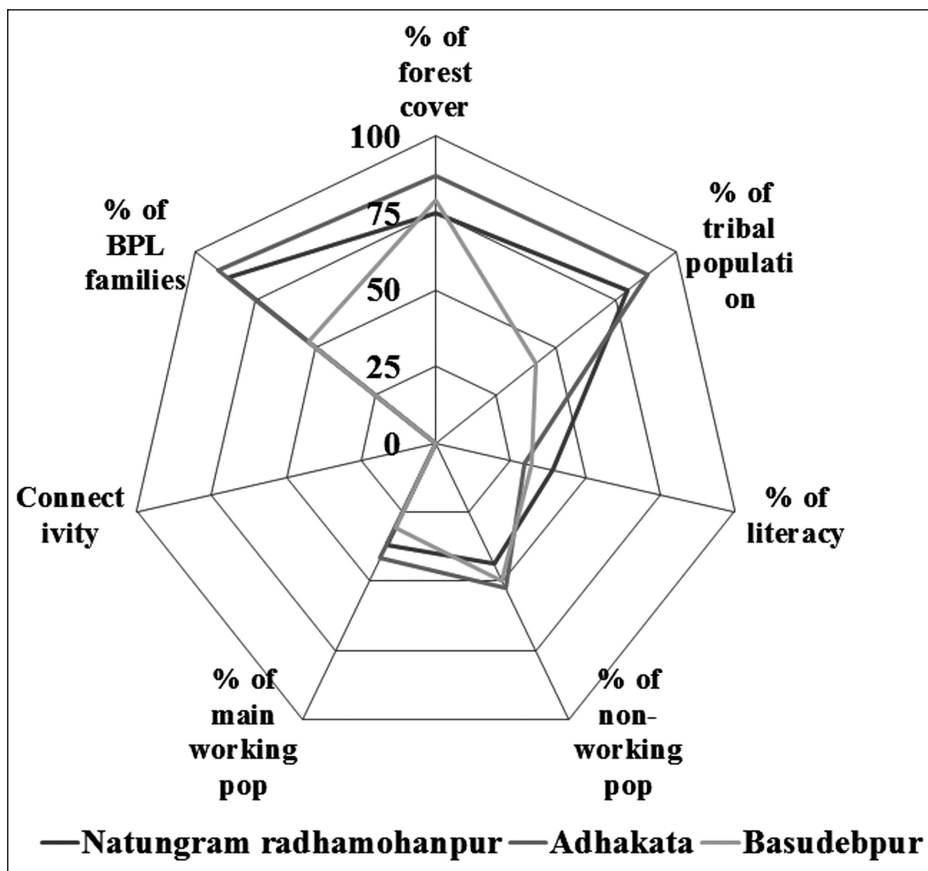 % of
forest
cover
100
75
50
25
0
% of
tribal
populati
on
% of
literacy
% of
non-
working
pop
% of
main
working
pop
Connect
ivity
% of
BPL
families
Natungram radhamohanpur Adhakata Basudebpur